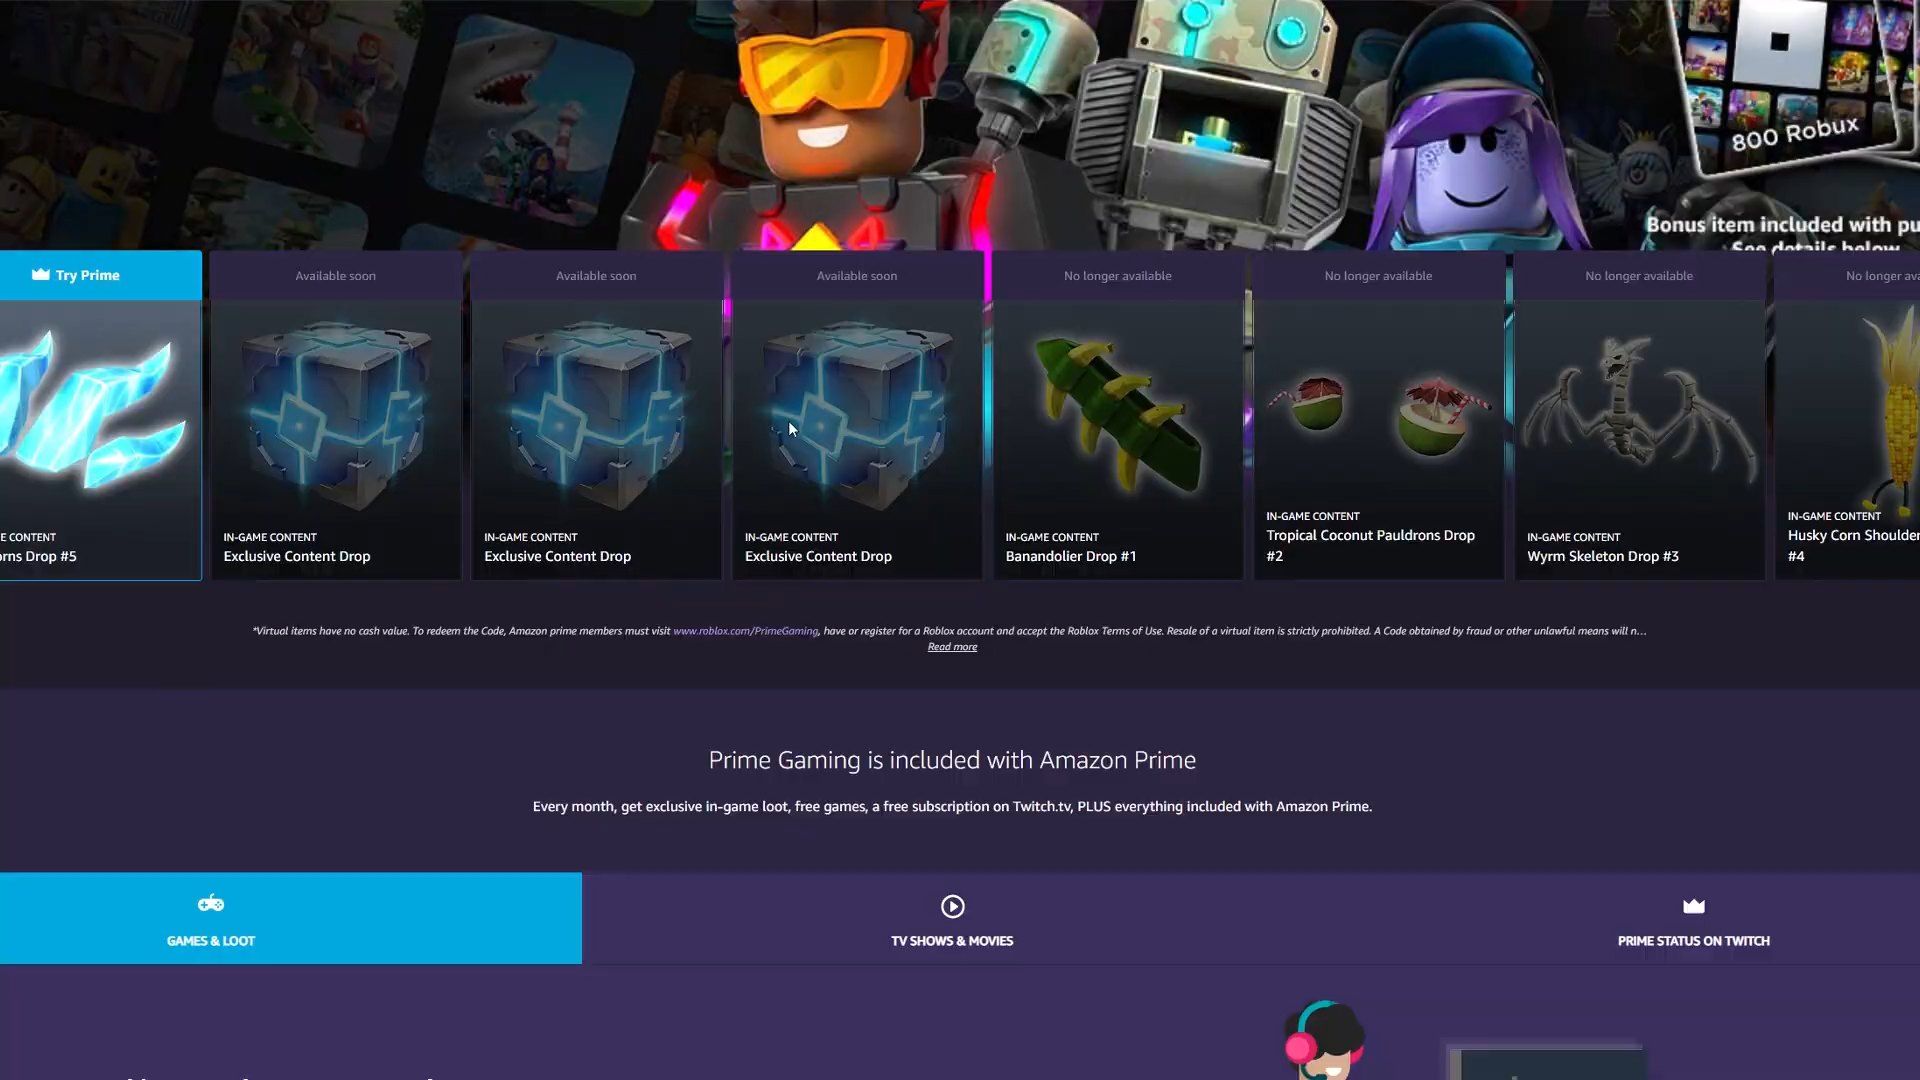 800 Robux
Bonus item included with pu
See details below
Try Prime
Available soon
Available soon
Available soon
No longer available
No longer available
No longer available
No longer ava
E CONTENT
orns Drop #5
IN-GAME CONTENT
Exclusive Content Drop
IN-GAME CONTENT
Exclusive Content Drop
IN-GAME CONTENT
Exclusive Content Drop
IN-GAME CONTENT
Banandolier Drop #1
IN-GAME CONTENT
Tropical Coconut Pauldrons Drop
#2
IN-GAME CONTENT
Wyrm Skeleton Drop #3
IN-GAME CONTENT
Husky Corn Shoulder
#4
*Virtual items have no cash value. To redeem the Code, Amazon prime members must visit www.roblox.com/PrimeGaming, have or register for a Roblox account and accept the Roblox Terms of Use. Resale of a virtual item is strictly prohibited. A Code obtained by fraud or other unlawful means will n...
Read more
Prime Gaming is included with Amazon Prime
Every month, get exclusive in-game loot, free games, a free subscription on Twitch.tv, PLUS everything included with Amazon Prime.
GAMES & LOOT
TV SHOWS & MOVIES
PRIME STATUS ON TWITCH